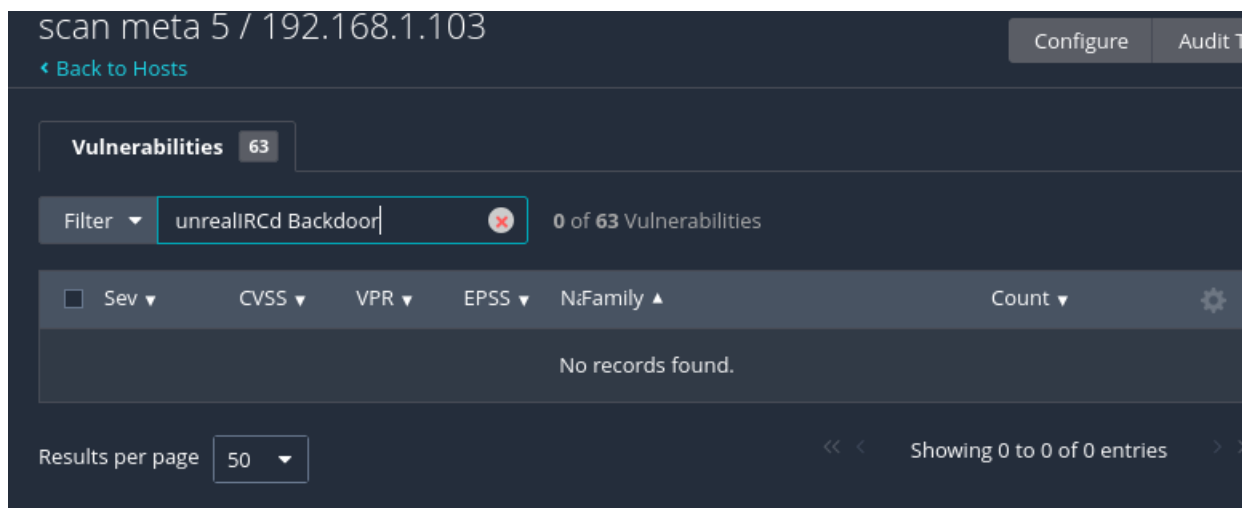 scan meta 5 / 192.168.1.103
Configure
Audit T
Back to Hosts
Vulnerabilities 63
Filter unrealIRCd Backdoor 0 of 63 Vulnerabilities
Sev CVSS VPR EPSS Na Family Count
No records found.
Results per page 50 Showing 0 to 0 of 0 entries